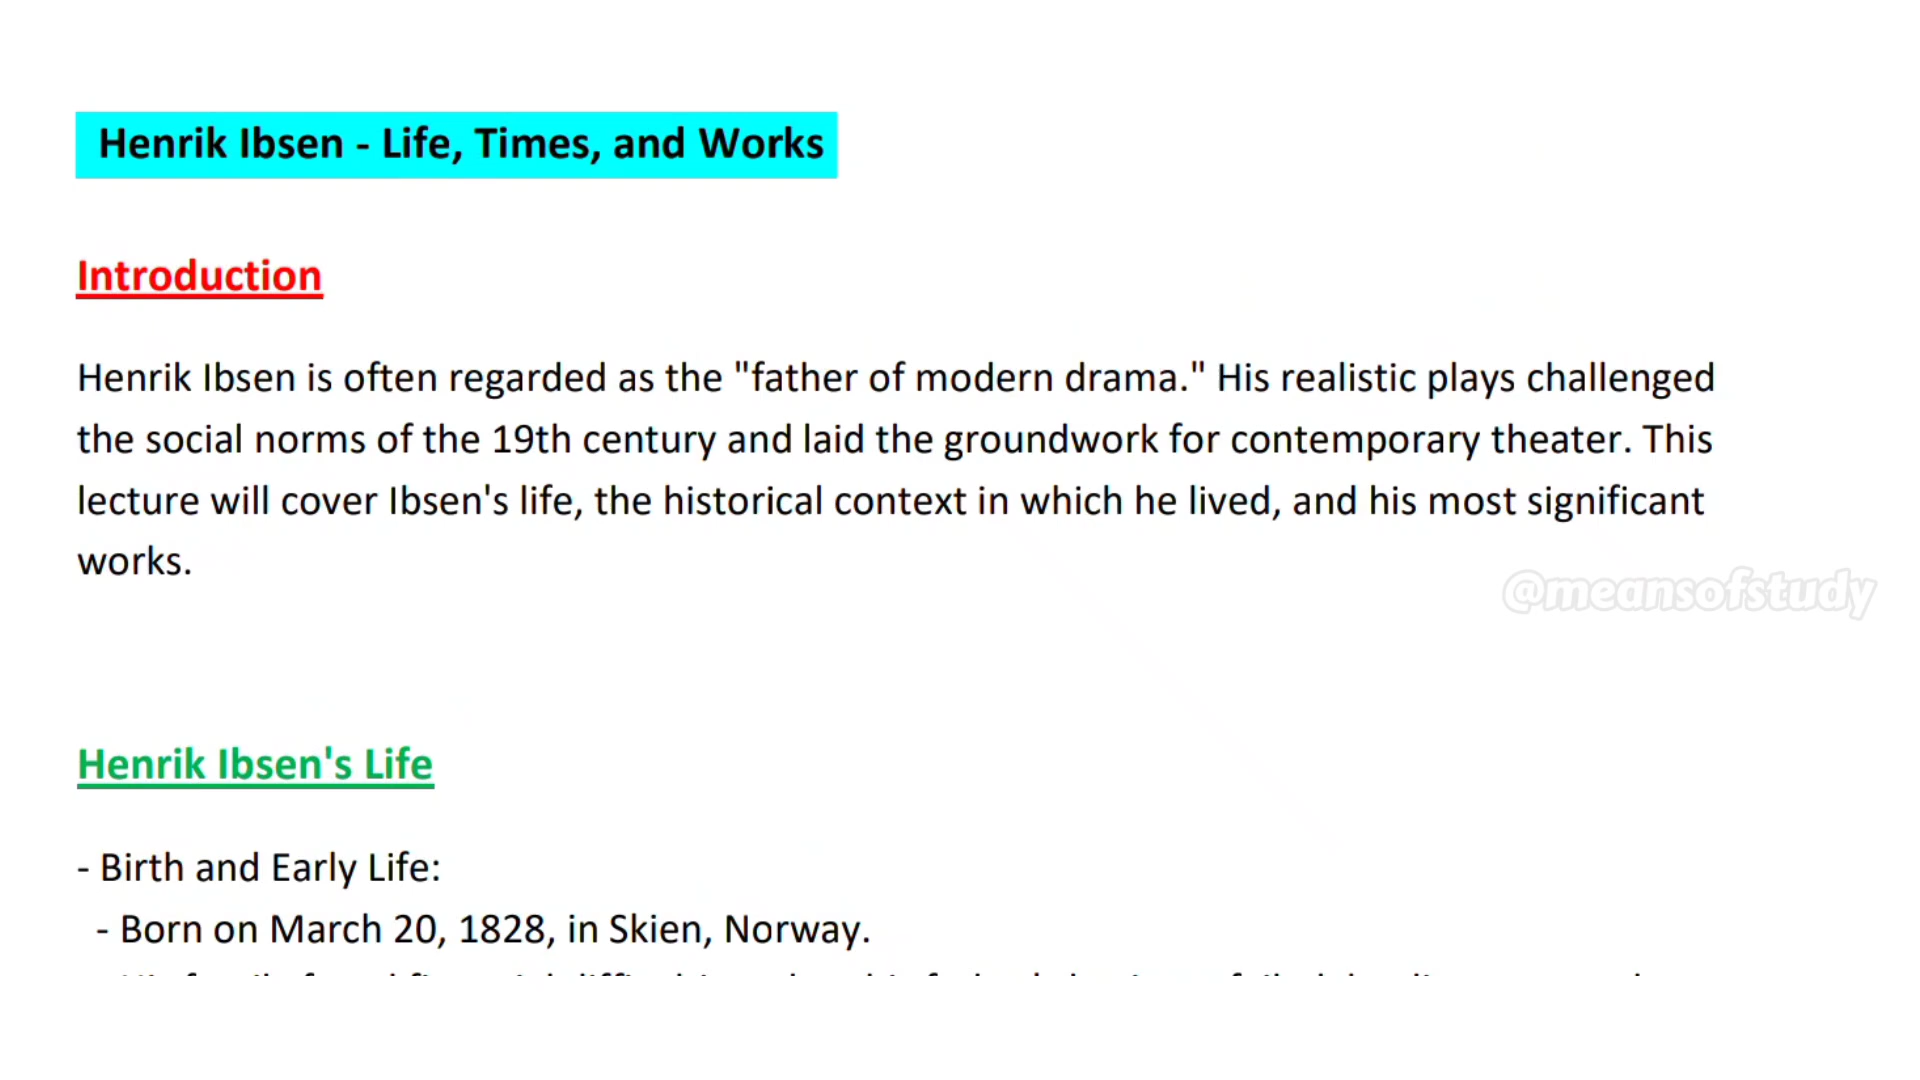 Henrik Ibsen - Life, Times, and Works
Introduction
Henrik Ibsen is often regarded as the "father of modern drama." His realistic plays challenged
the social norms of the 19th century and laid the groundwork for contemporary theater. This
lecture will cover Ibsen's life, the historical context in which he lived, and his most significant
works.
@meansofstudy
Henrik Ibsen's Life
- Birth and Early Life:
- Born on March 20, 1828, in Skien, Norway.